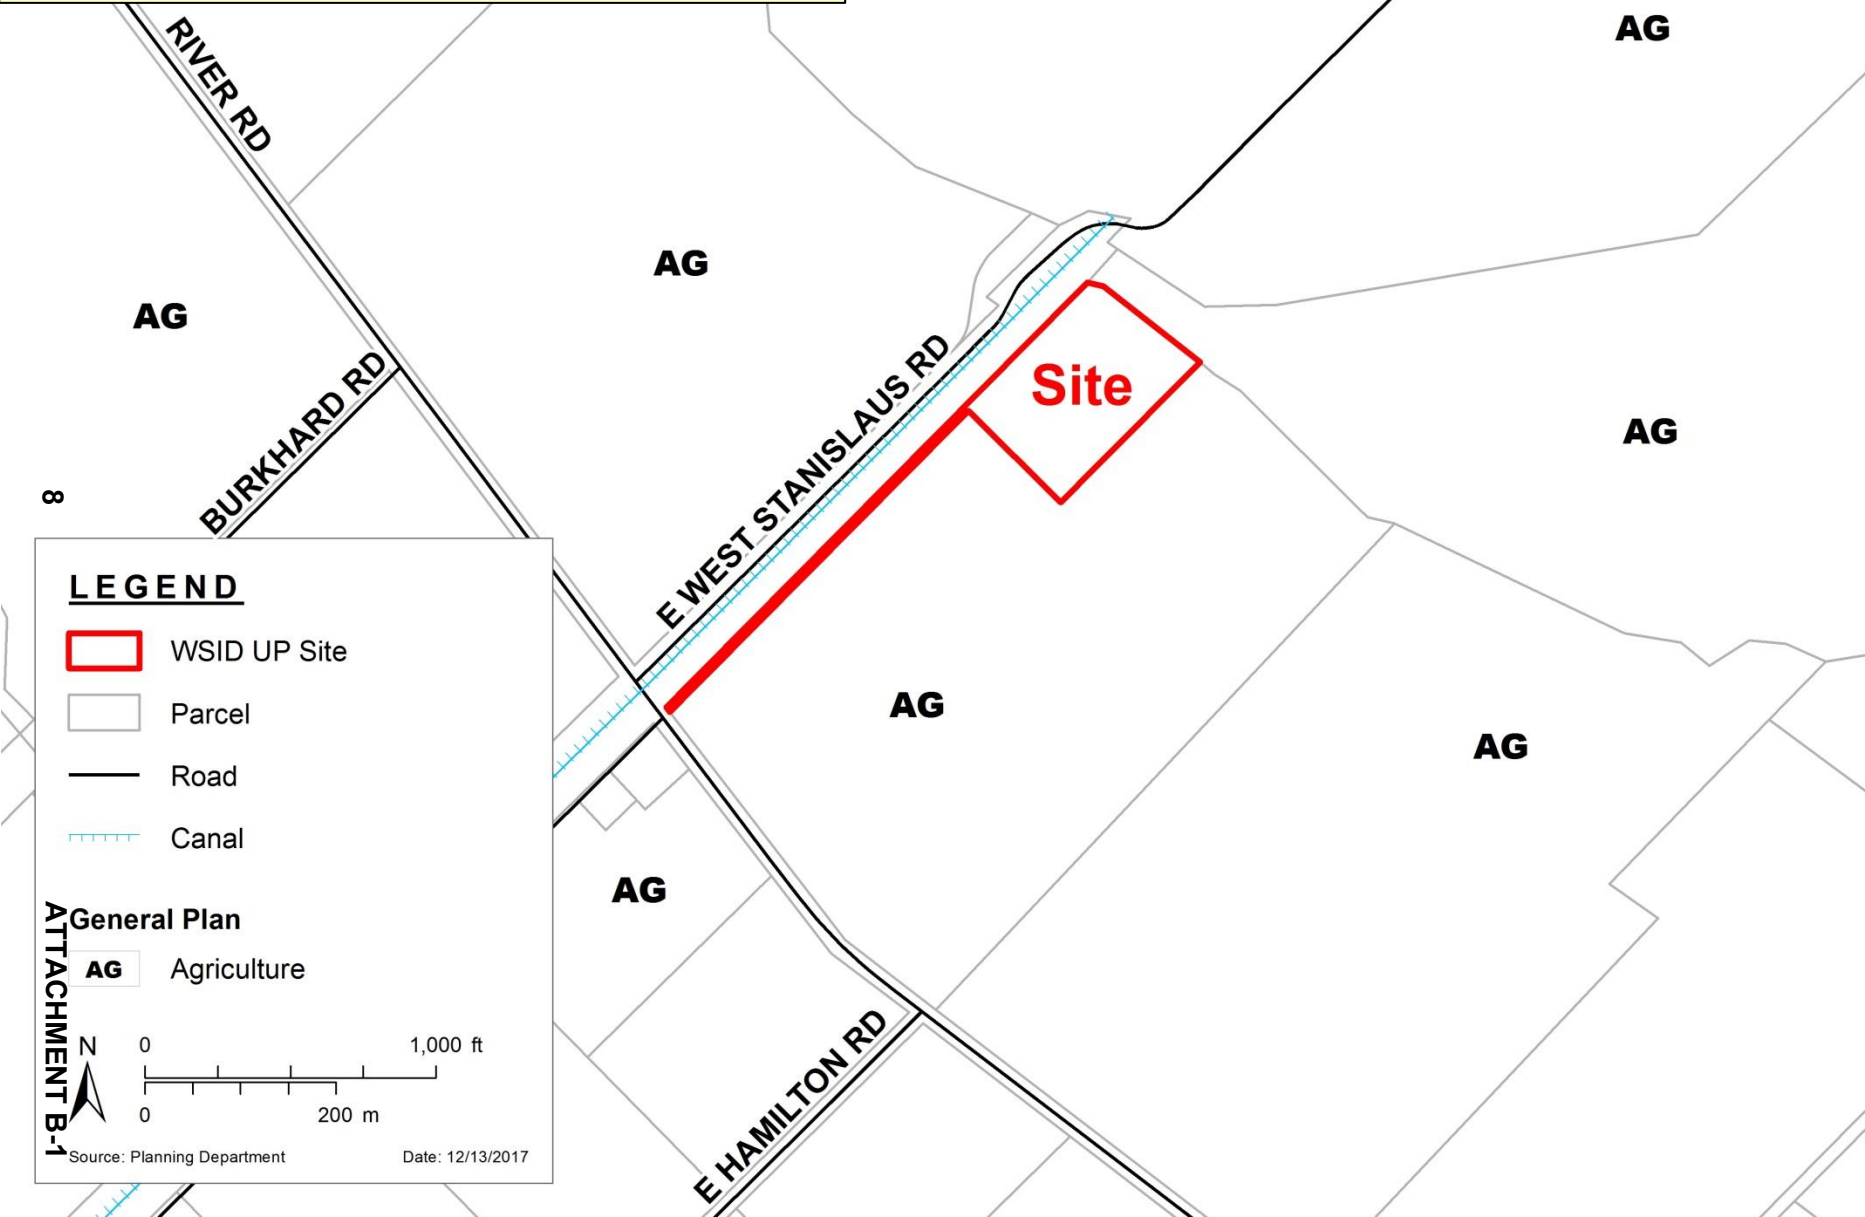 AG
RIVER RD
AG
AG
BURKHARD RD
E WEST STANISLAUS RD
Site
AG
8
LEGEND
WSID UP Site
Parcel
Road
Canal
General Plan
AG Agriculture
N
0 1,000 ft
0 200 m
Source: Planning Department Date: 12/13/2017
ATTACHMENT B-1
AG
AG
AG
E HAMILTON RD